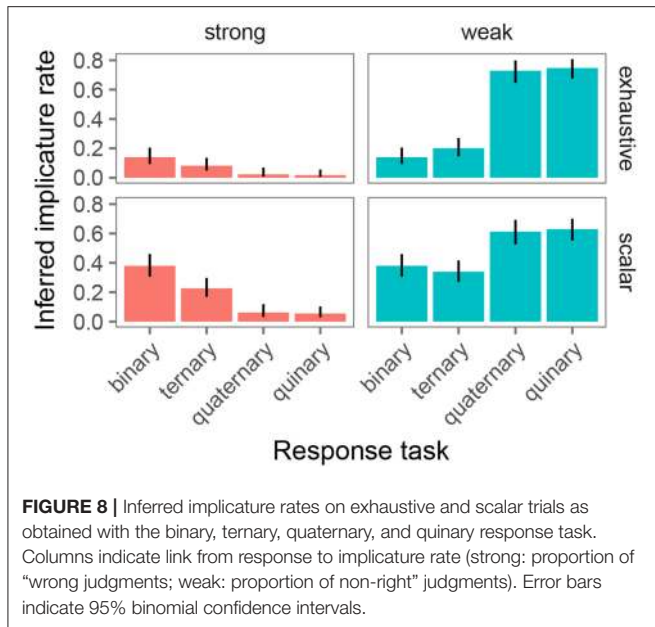 strong weak
Inferred implicature rate
0.8
0.6
0.4
0.2
0.0
exhaustive
0.8
0.6
0.4
0.2
0.0
scalar
binary ternary quaternary quinary binary ternary quaternary quinary
Response task
FIGURE 8 | Inferred implicature rates on exhaustive and scalar trials as
obtained with the binary, ternary, quaternary, and quinary response task.
Columns indicate link from response to implicature rate (strong: proportion of
“wrong judgments; weak: proportion of non-right” judgments). Error bars
indicate 95% binomial confidence intervals.